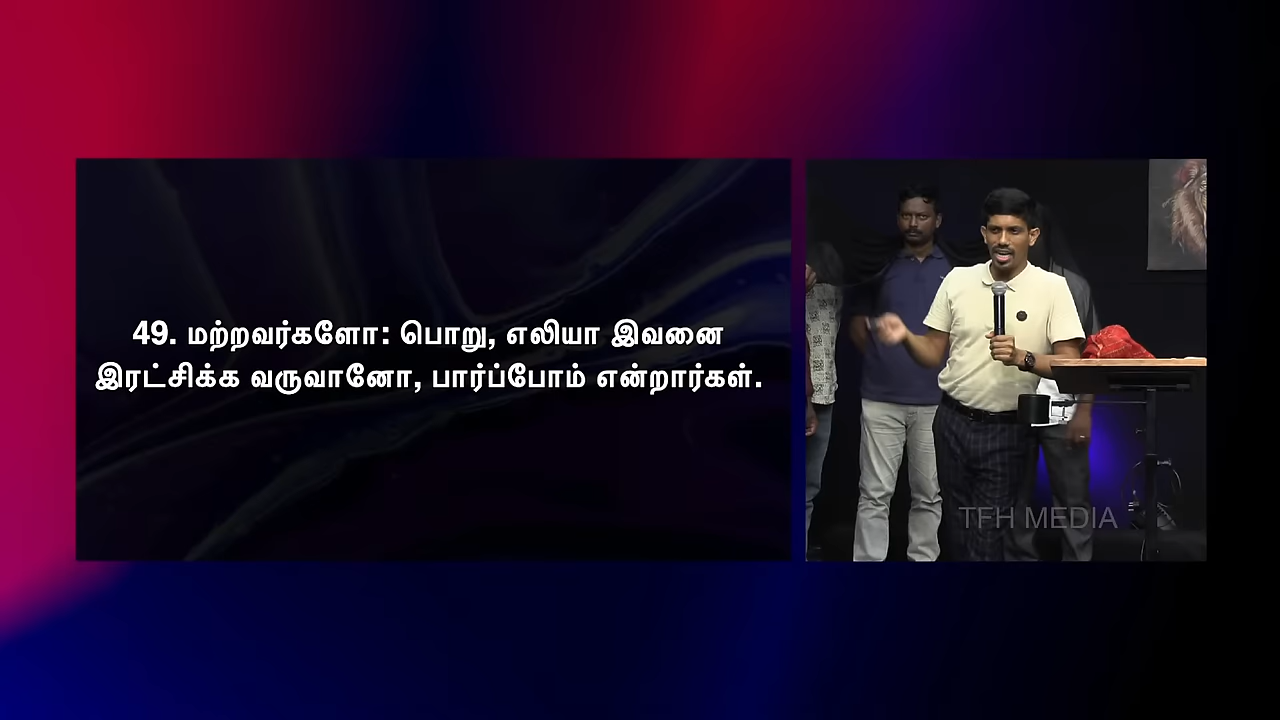 49. மற்றவர்களோ: பொறு, எலியா இவனை
இரட்சிக்க வருவானோ, பார்ப்போம் என்றார்கள்.
TFH MEDIA